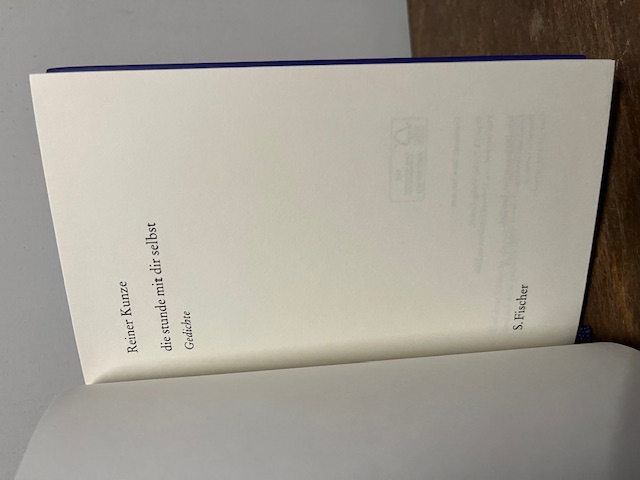 Reiner Kunze
die stunde mit dir selbst
Gedichte
S. Fischer